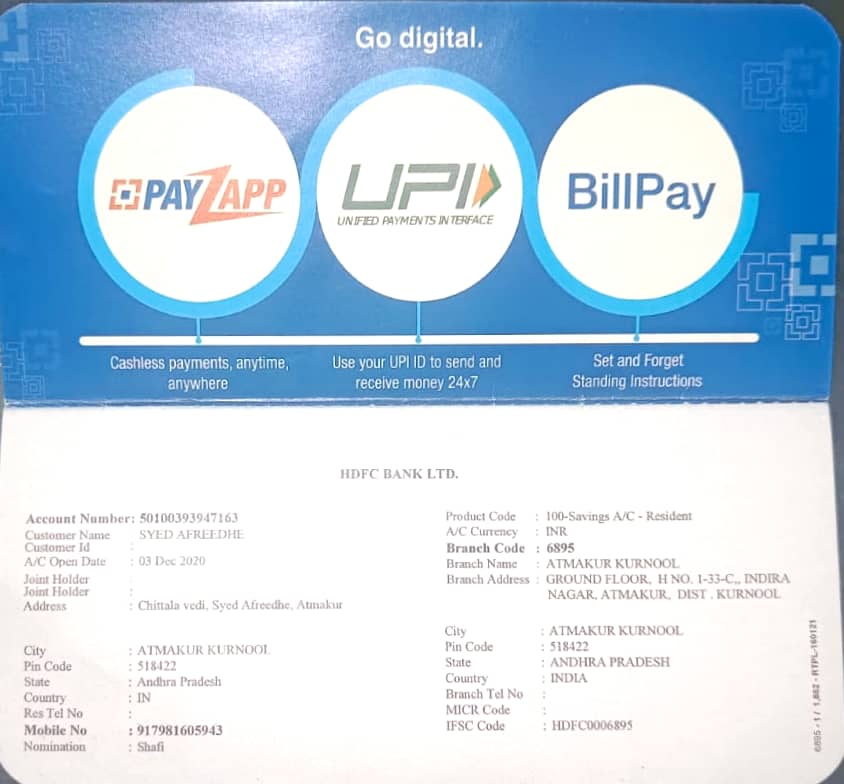 Go digital.
PAYZAPP
UPI
UNIFIED PAYMENTS INTERFACE
BillPay
Cashless payments, anytime,
anywhere
Use your UPI ID to send and
receive money 24x7
Set and Forget
Standing Instructions
HDFC BANK LTD.
Account Number: 50100393947163
Customer Name : SYED AFREEDHE
Customer Id :
A/C Open Date : 03 Dec 2020
Joint Holder :
Joint Holder :
Address : Chittala vedi, Syed Afreedhe, Atmakur
City : ATMAKUR KURNOOL
Pin Code : 518422
State : Andhra Pradesh
Country : IN
Res Tel No :
Mobile No : 917981605943
Nomination : Shafi
Product Code : 100-Savings A/C - Resident
A/C Currency : INR
Branch Code : 6895
Branch Name : ATMAKUR KURNOOL
Branch Address : GROUND FLOOR, H NO. 1-33-C,, INDIRA
NAGAR, ATMAKUR, DIST . KURNOOL
City : ATMAKUR KURNOOL
Pin Code : 518422
State : ANDHRA PRADESH
Country : INDIA
Branch Tel No :
MICR Code :
IFSC Code : HDFC0006895
6895 - 1 / 1,882 - RTPL-160121